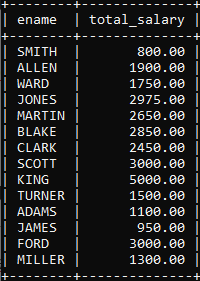 ename total_salary
SMITH 800.00
ALLEN 1900.00
WARD 1750.00
JONES 2975.00
MARTIN 2650.00
BLAKE 2850.00
CLARK 2450.00
SCOTT 3000.00
KING 5000.00
TURNER 1500.00
ADAMS 1100.00
JAMES 950.00
FORD 3000.00
MILLER 1300.00